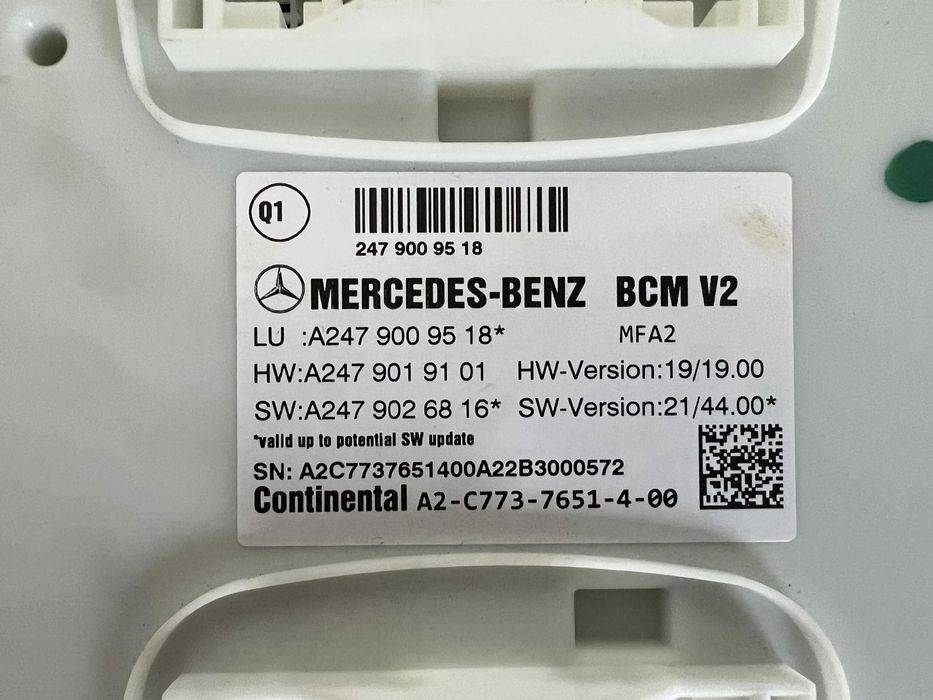 Q1
247 900 95 18
MERCEDES-BENZ BCM V2
LU :A247 900 95 18* MFA2
HW:A247 901 91 01 HW-Version:19/19.00
SW:A247 902 68 16* SW-Version:21/44.00*
*valid up to potential SW update
SN: A2C7737651400A22B3000572
Continental A2-C773-7651-4-00